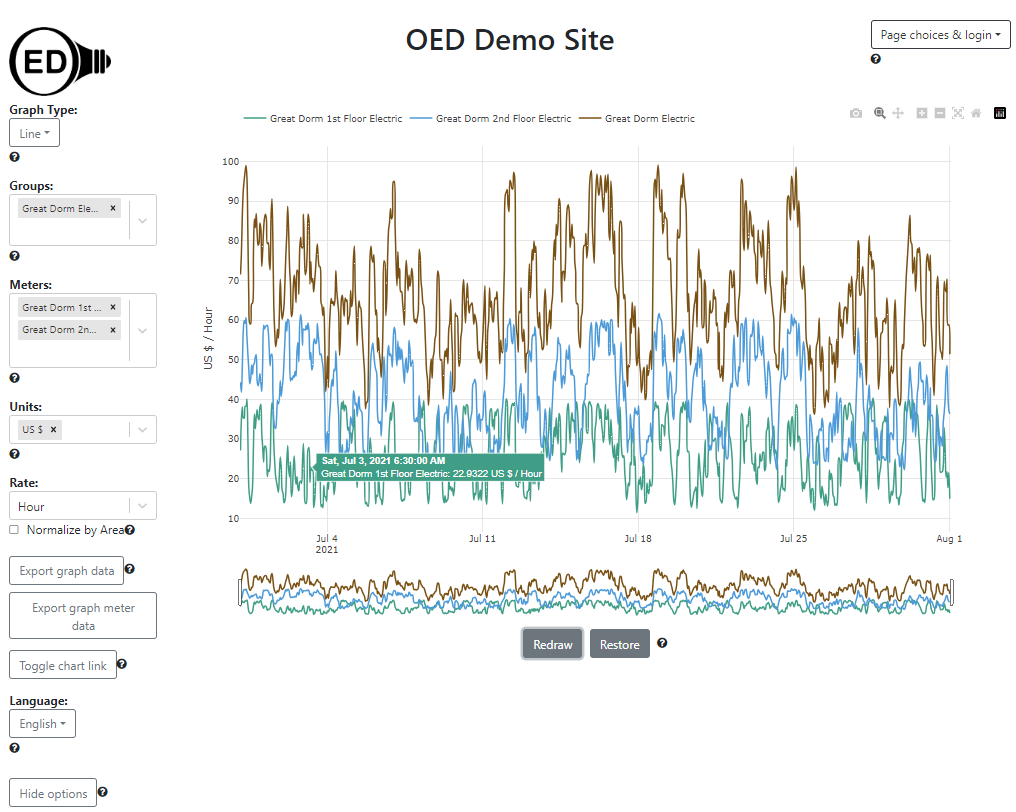 OED Demo Site
Page choices & login
?
ED
Graph Type:
Line
?
Groups:
Great Dorm Ele... ×
?
Meters:
Great Dorm 1st ... ×
Great Dorm 2n... ×
?
Units:
US $ ×
?
Rate:
Hour
Normalize by Area ?
Export graph data ?
Export graph meter
data
Toggle chart link ?
Language:
English
?
Hide options ?
Great Dorm 1st Floor Electric Great Dorm 2nd Floor Electric Great Dorm Electric
US $ / Hour
100
90
80
70
60
50
40
30
20
10
Sat, Jul 3, 2021 6:30:00 AM
Great Dorm 1st Floor Electric: 22.9322 US $ / Hour
Jul 4 Jul 11 Jul 18 Jul 25 Aug 1
2021
Redraw Restore ?